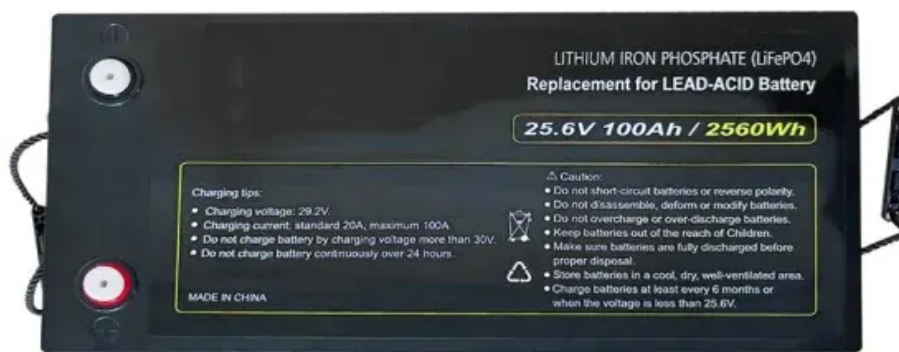 LITHIUM IRON PHOSPHATE (LiFePO4)
Replacement for LEAD-ACID Battery
25.6V 100Ah / 2560Wh
Charging tips:
• Charging voltage: 29.2V.
• Charging current: standard 20A, maximum 100A
• Do not charge battery by charging voltage more than 30V.
• Do not charge battery continuously over 24 hours.
MADE IN CHINA
⚠ Caution:
• Do not short-circuit batteries or reverse polarity.
• Do not disassemble, deform or modify batteries.
• Do not overcharge or over-discharge batteries.
• Keep batteries out of the reach of Children.
• Make sure batteries are fully discharged before
proper disposal.
• Store batteries in a cool, dry, well-ventilated area.
• Charge batteries at least every 6 months or
when the voltage is less than 25.6V.